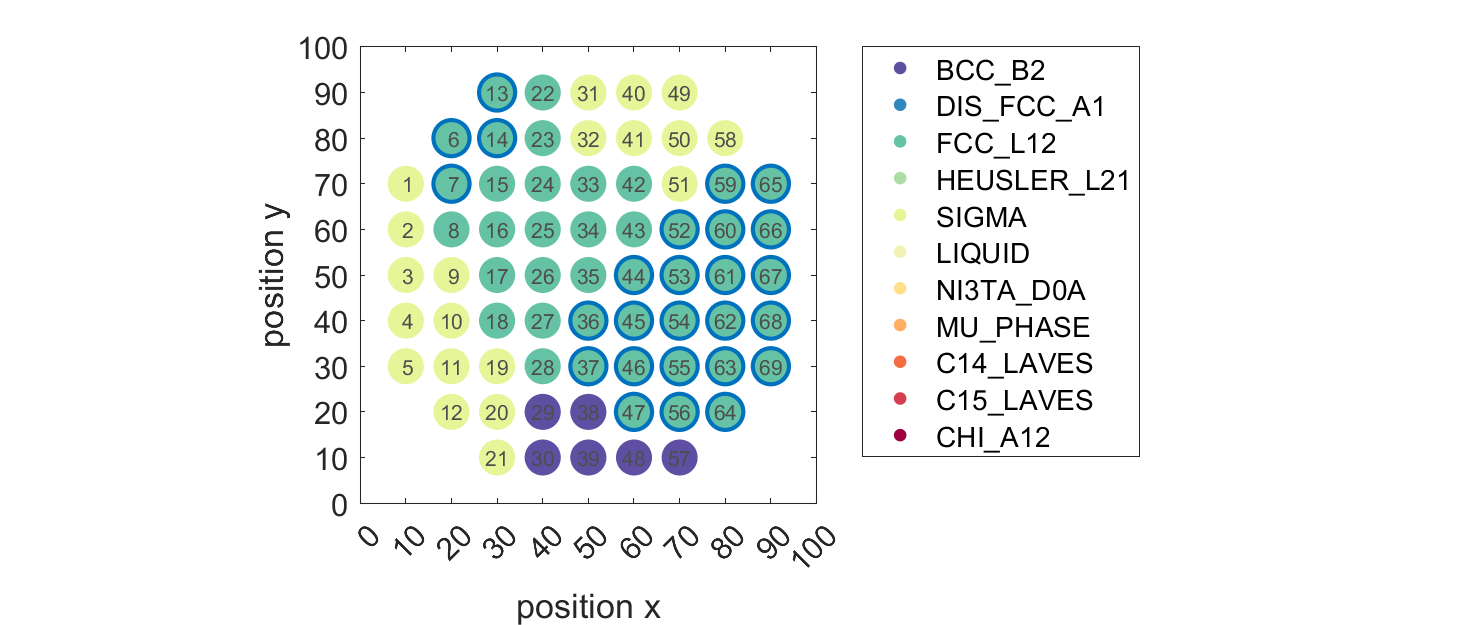 100
90 13 22 31 40 49
80 6 14 23 32 41 50 58
70 1 7 15 24 33 42 51 59 65
60 2 8 16 25 34 43 52 60 66
50 3 9 17 26 35 44 53 61 67
40 4 10 18 27 36 45 54 62 68
30 5 11 19 28 37 46 55 63 69
20 12 20 29 38 47 56 64
10 21 30 39 48 57
0
position y
0 10 20 30 40 50 60 70 80 90 100
position x
BCC_B2
DIS_FCC_A1
FCC_L12
HEUSLER_L21
SIGMA
LIQUID
NI3TA_D0A
MU_PHASE
C14_LAVES
C15_LAVES
CHI_A12